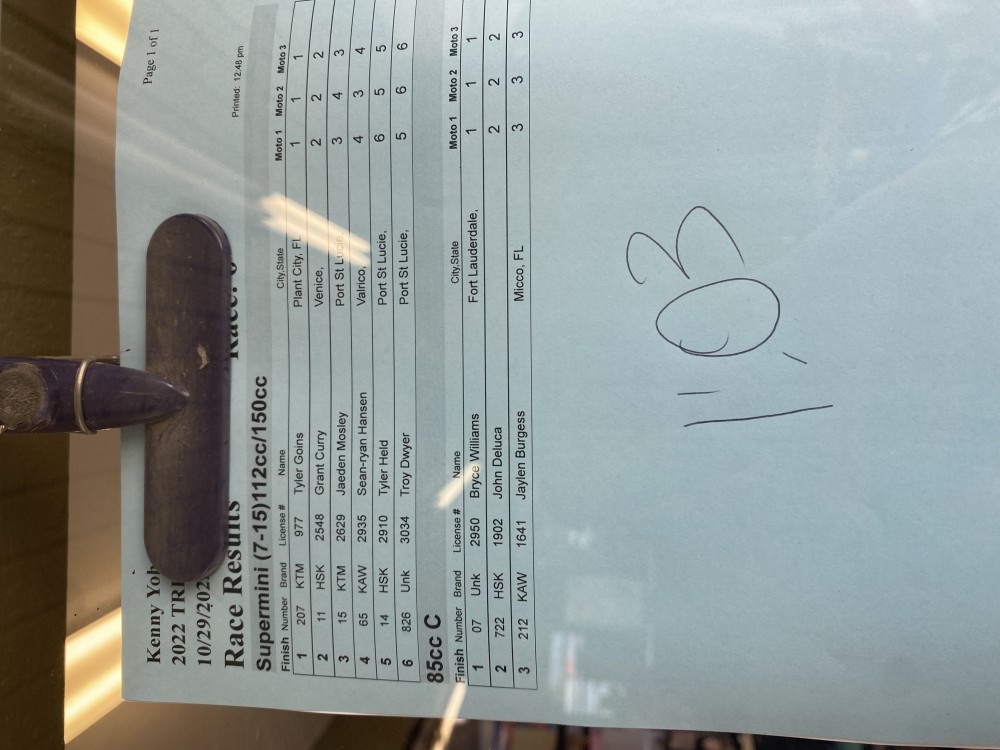 Kenny Page 1 of 1
2022
10/29/202 Printed: 12:48 pm
Race Results Race:
Supermini (7-15)112cc/150cc
Finish Number Brand License # Name City,State Moto 1 Moto 2 Moto 3
1 207 KTM 977 Tyler Goins Plant City, FL 1 1 1
2 11 HSK 2548 Grant Curry Venice, 2 2 2
3 15 KTM 2629 Jaeden Mosley Port St Lucie, 3 4 3
4 65 KAW 2935 Sean-ryan Hansen Valrico, 4 3 4
5 14 HSK 2910 Tyler Held Port St Lucie, 6 5 5
6 826 Unk 3034 Troy Dwyer Port St Lucie, 5 6 6
85cc C
Finish Number Brand License # Name City,State Moto 1 Moto 2 Moto 3
1 07 Unk 2950 Bryce Williams Fort Lauderdale, 1 1 1
2 722 HSK 1902 John Deluca 2 2 2
3 212 KAW 1641 Jaylen Burgess Micco, FL 3 3 3
11:03